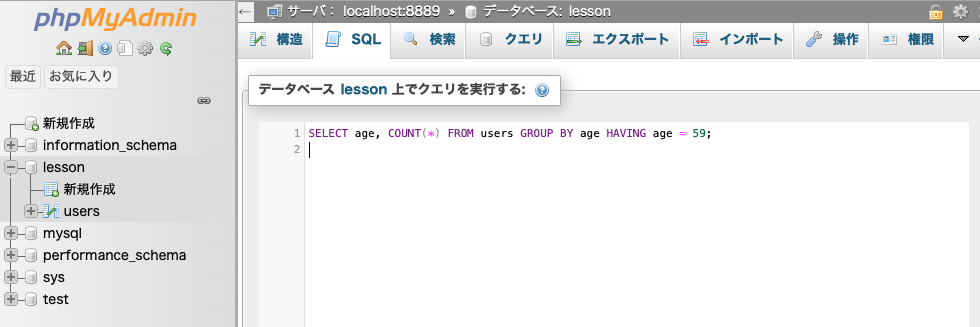 phpMyAdmin
最近 お気に入り
新規作成
information_schema
lesson
新規作成
users
mysql
performance_schema
sys
test
← サーバ: localhost:8889 » データベース: lesson
構造 SQL 検索 クエリ エクスポート インポート 操作 権限
データベース lesson 上でクエリを実行する:
1 SELECT age, COUNT(*) FROM users GROUP BY age HAVING age = 59;
2